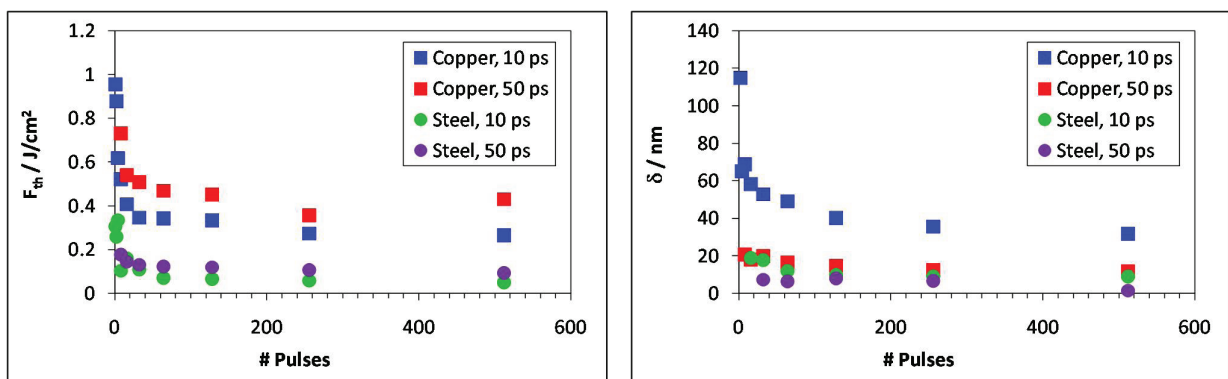 F_th / J/cm²
1.2
1
0.8
0.6
0.4
0.2
0
0 200 400 600
# Pulses
Copper, 10 ps
Copper, 50 ps
Steel, 10 ps
Steel, 50 ps
δ / nm
140
120
100
80
60
40
20
0
0 200 400 600
# Pulses
Copper, 10 ps
Copper, 50 ps
Steel, 10 ps
Steel, 50 ps